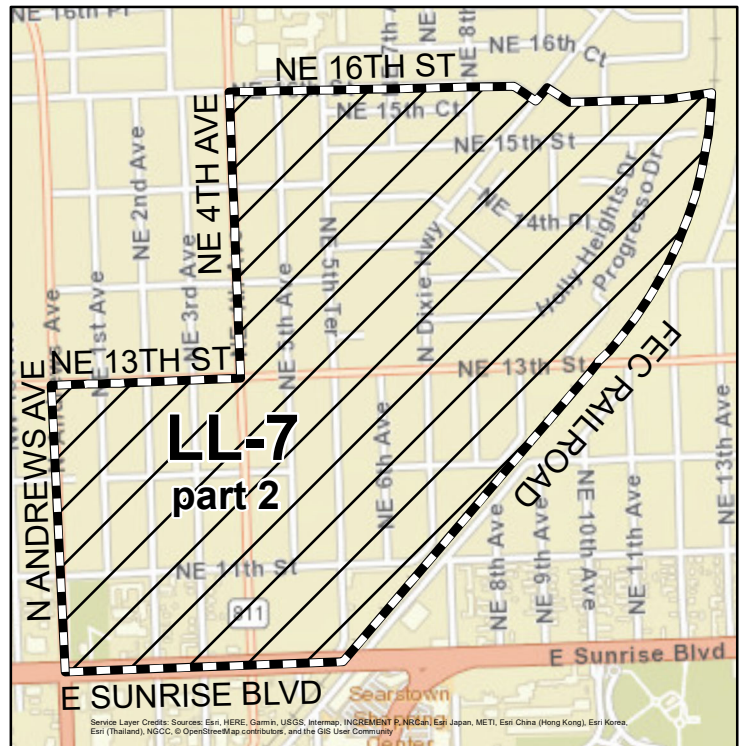 NE 16th Pl
NE 16th Ct
NE 16TH ST
NE 15th Ct
NE 15th St
NE 4TH AVE
NE 2nd Ave
NE 3rd Ave
NE 1st Ave
NE 5th Ter
NE 5th Ave
N Dixie Hwy
NE 14th Pl
Holly Heights Dr
Progresso Dr
NE 13TH ST
NE 13th St
N ANDREWS AVE
FEC RAILROAD
LL-7
part 2
NE 6th Ave
NE 8th Ave
NE 9th Ave
NE 10th Ave
NE 11th Ave
NE 13th Ave
NE 11th St
811
E Sunrise Blvd
E SUNRISE BLVD
Searstown
Center
Service Layer Credits: Sources: Esri, HERE, Garmin, USGS, Intermap, INCREMENT P, NRCan, Esri Japan, METI, Esri China (Hong Kong), Esri Korea,
Esri (Thailand), NGCC, © OpenStreetMap contributors, and the GIS User Community